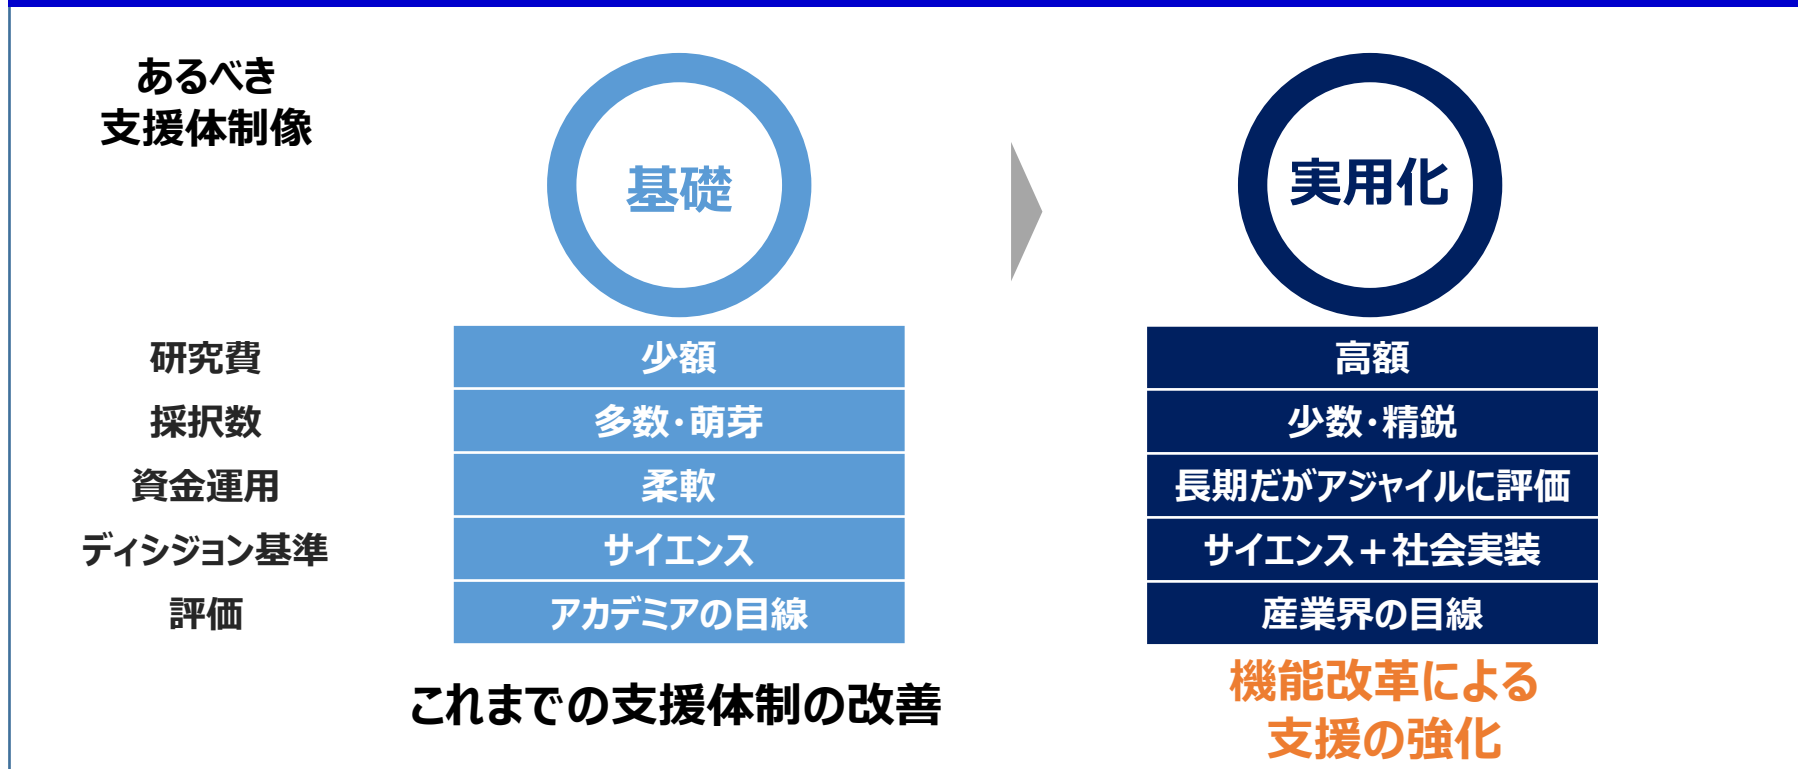 あるべき
支援体制像
基礎
実用化
研究費
少額
高額
採択数
多数・萌芽
少数・精鋭
資金運用
柔軟
長期だがアジャイルに評価
ディシジョン基準
サイエンス
サイエンス＋社会実装
評価
アカデミアの目線
産業界の目線
これまでの支援体制の改善
機能改革による
支援の強化